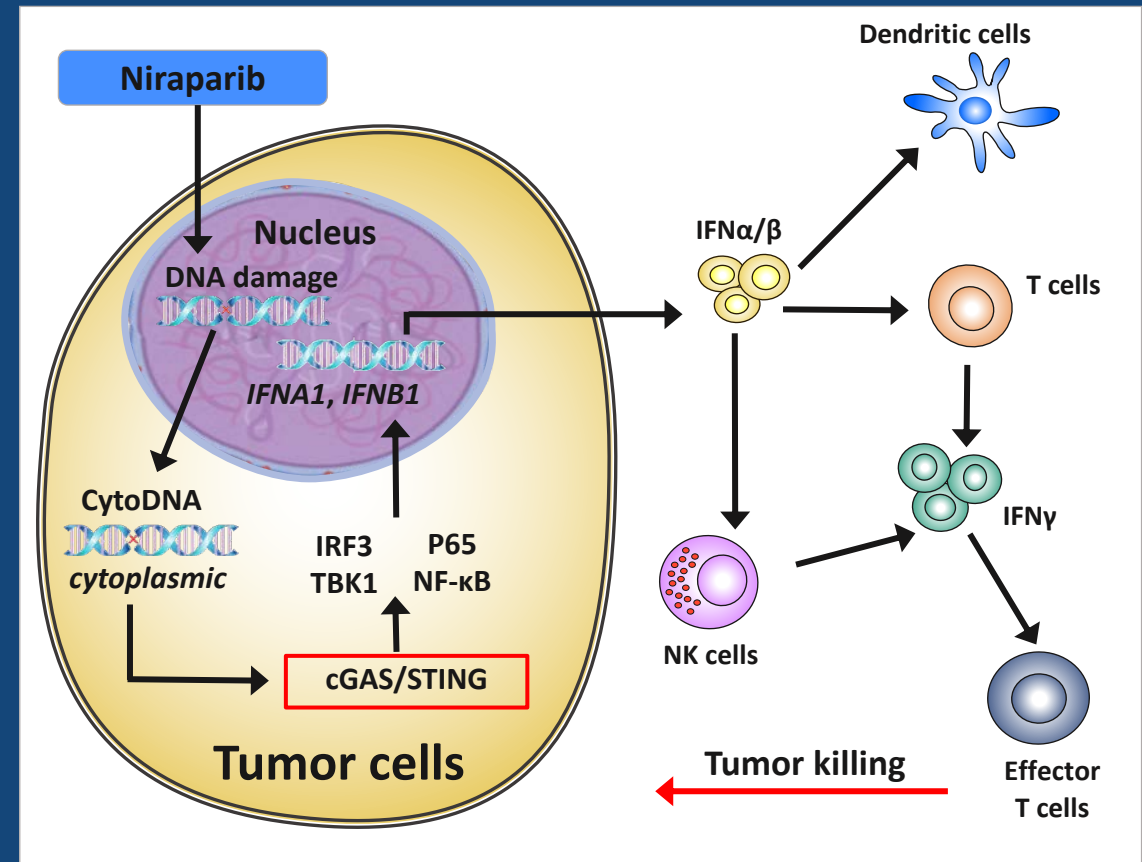 Niraparib
Nucleus
DNA damage
IFNA1, IFNB1
CytoDNA
cytoplasmic
IRF3
TBK1
P65
NF-κB
cGAS/STING
Tumor cells
Dendritic cells
IFNα/β
T cells
IFNγ
NK cells
Effector
T cells
Tumor killing